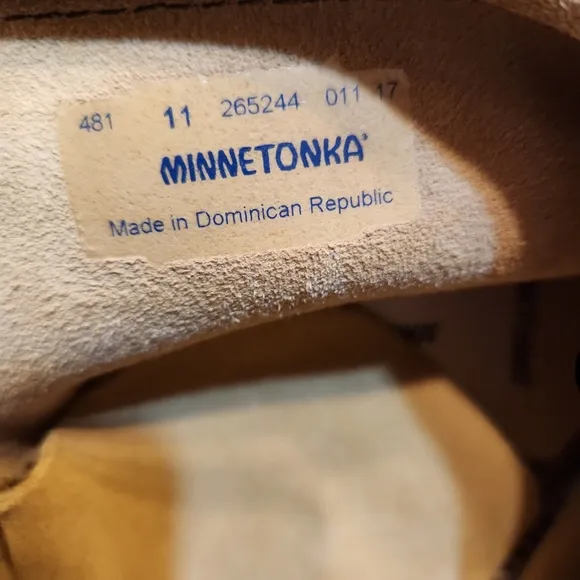 481 11 265244 011 17
MINNETONKA®
Made in Dominican Republic